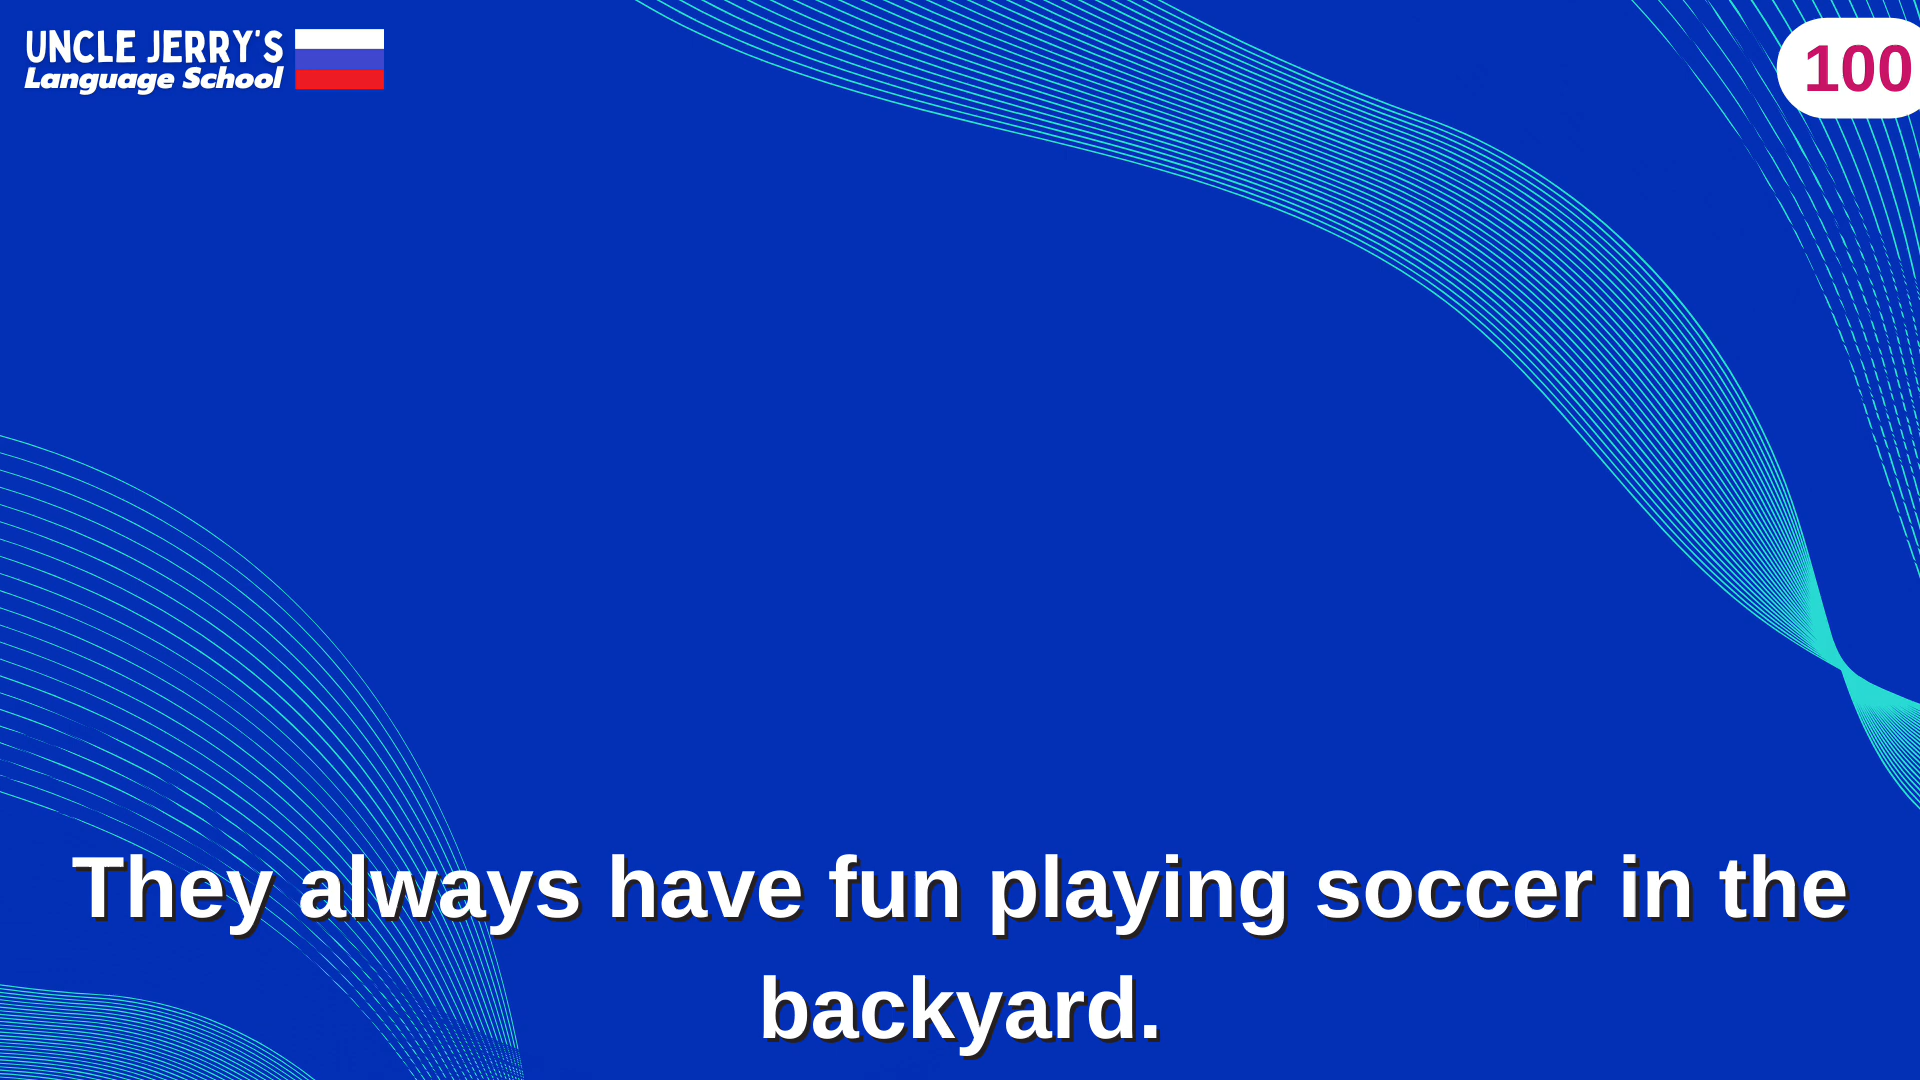 UNCLE JERRY'S
Language School
100
They always have fun playing soccer in the
backyard.